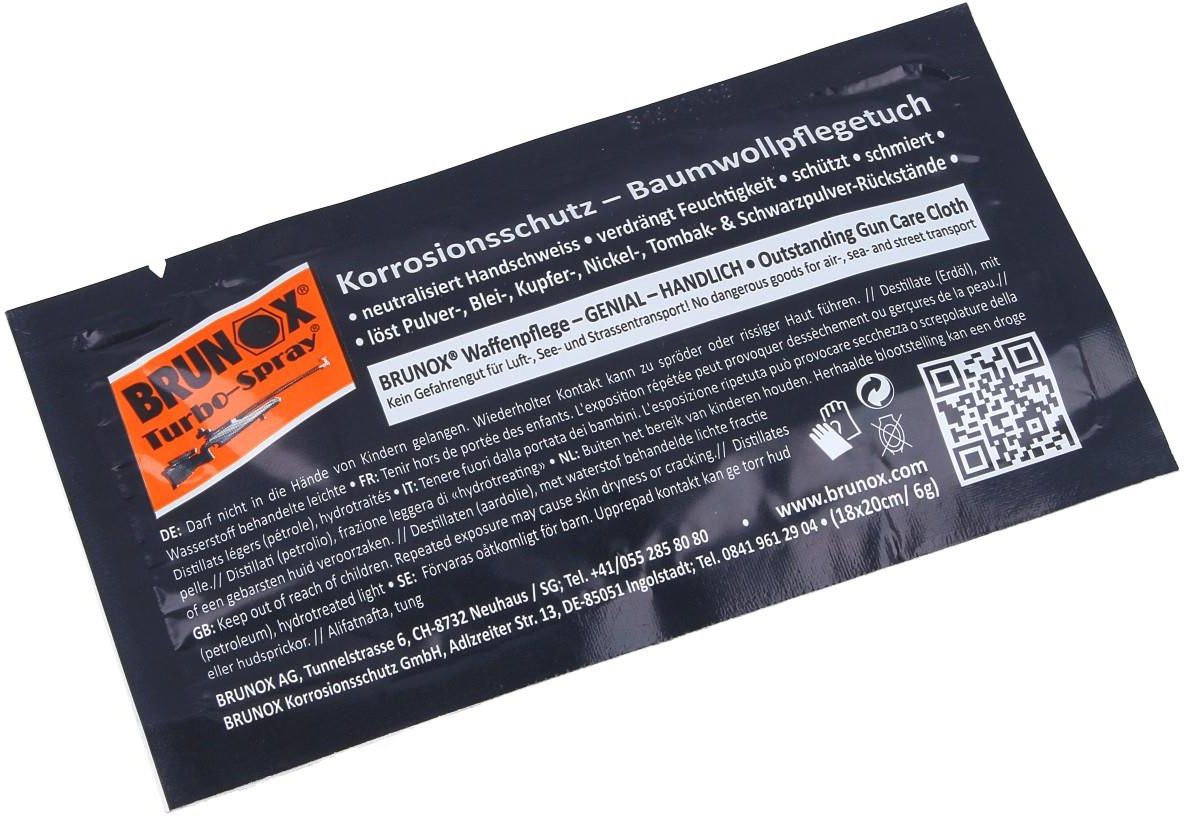 BRUNOX®
Turbo-Spray®
Korrosionsschutz – Baumwollpflegetuch
• neutralisiert Handschweiss • verdrängt Feuchtigkeit • schützt • schmiert •
• löst Pulver-, Blei-, Kupfer-, Nickel-, Tombak- & Schwarzpulver-Rückstände •
BRUNOX® Waffenpflege – GENIAL – HANDLICH • Outstanding Gun Care Cloth
Kein Gefahrengut für Luft-, See- und Strassentransport! No dangerous goods for air-, sea- and street transport
DE: Darf nicht in die Hände von Kindern gelangen. Wiederholter Kontakt kann zu spröder oder rissiger Haut führen. // Destillate (Erdöl), mit
Wasserstoff behandelte leichte • FR: Tenir hors de portée des enfants. L'exposition répétée peut provoquer dessèchement ou gerçures de la peau.//
Distillats légers (pétrole), hydrotraités • IT: Tenere fuori dalla portata dei bambini. L'esposizione ripetuta può provocare secchezza o screpolature della
pelle.// Distillati (petrolio), frazione leggera di «hydrotreating» • NL: Buiten het bereik van kinderen houden. Herhaalde blootstelling kan een droge
of een gebarsten huid veroorzaken. // Destillaten (aardolie), met waterstof behandelde lichte fractie
GB: Keep out of reach of children. Repeated exposure may cause skin dryness or cracking.// Distillates
(petroleum), hydrotreated light • SE: Förvaras oåtkomligt för barn. Upprepad kontakt kan ge torr hud
eller hudsprickor. // Alifatnafta, tung
BRUNOX AG, Tunnelstrasse 6, CH-8732 Neuhaus / SG; Tel. +41/055 285 80 80 • www.brunox.com
BRUNOX Korrosionsschutz GmbH, Adlzreiter Str. 13, DE-85051 Ingolstadt; Tel. 0841 961 29 04 • (18x20cm/ 6g)